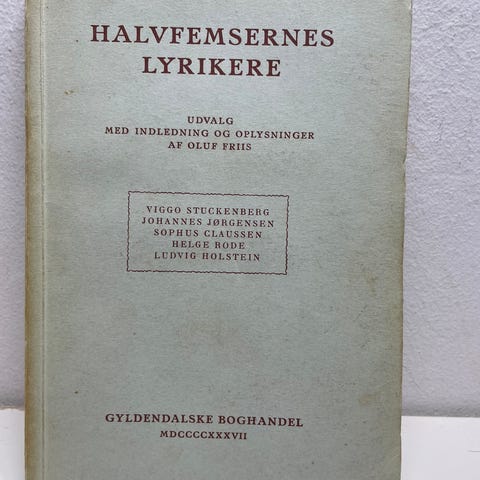 HALVFEMSERNES
LYRIKERE
UDVALG
MED INDLEDNING OG OPLYSNINGER
AF OLUF FRIIS
VIGGO STUCKENBERG
JOHANNES JØRGENSEN
SOPHUS CLAUSSEN
HELGE RODE
LUDVIG HOLSTEIN
GYLDENDALSKE BOGHANDEL
MDCCCCXXXVII